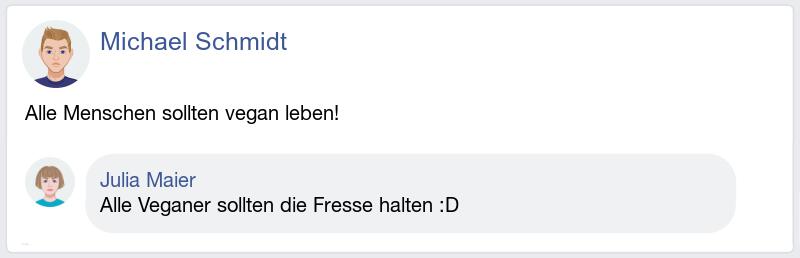 Michael Schmidt
Alle Menschen sollten vegan leben!
Julia Maier
Alle Veganer sollten die Fresse halten :D